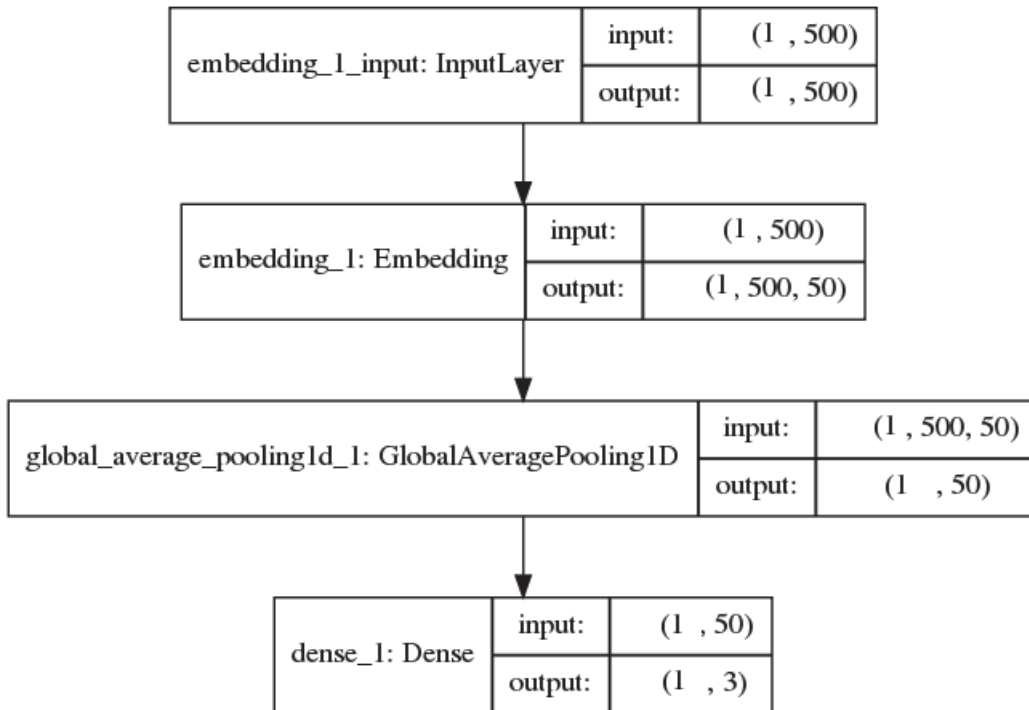 embedding_1_input: InputLayer
input: (1 , 500)
output: (1 , 500)
embedding_1: Embedding
input: (1 , 500)
output: (1, 500, 50)
global_average_pooling1d_1: GlobalAveragePooling1D
input: (1 , 500, 50)
output: (1 , 50)
dense_1: Dense
input: (1 , 50)
output: (1 , 3)